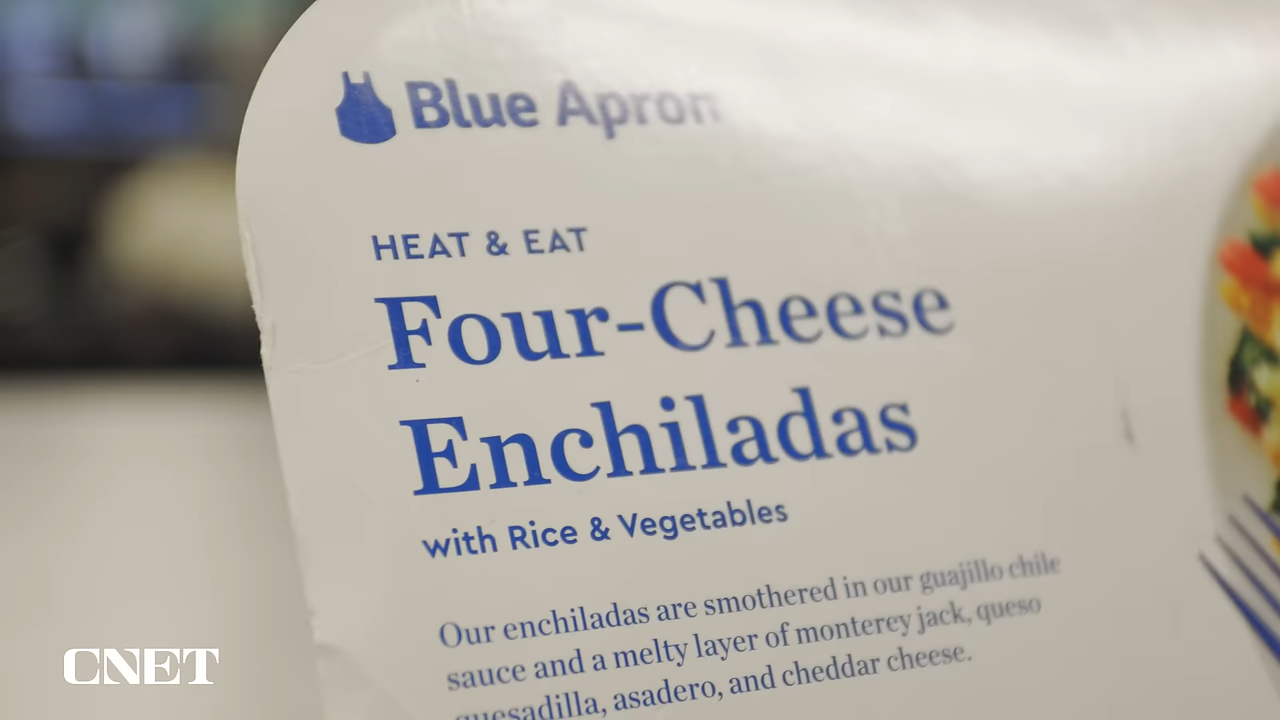 Blue Apron
HEAT & EAT
Four-Cheese
Enchiladas
with Rice & Vegetables
Our enchiladas are smothered in our guajillo chile
sauce and a melty layer of monterey jack, queso
quesadilla, asadero, and cheddar cheese.
CNET